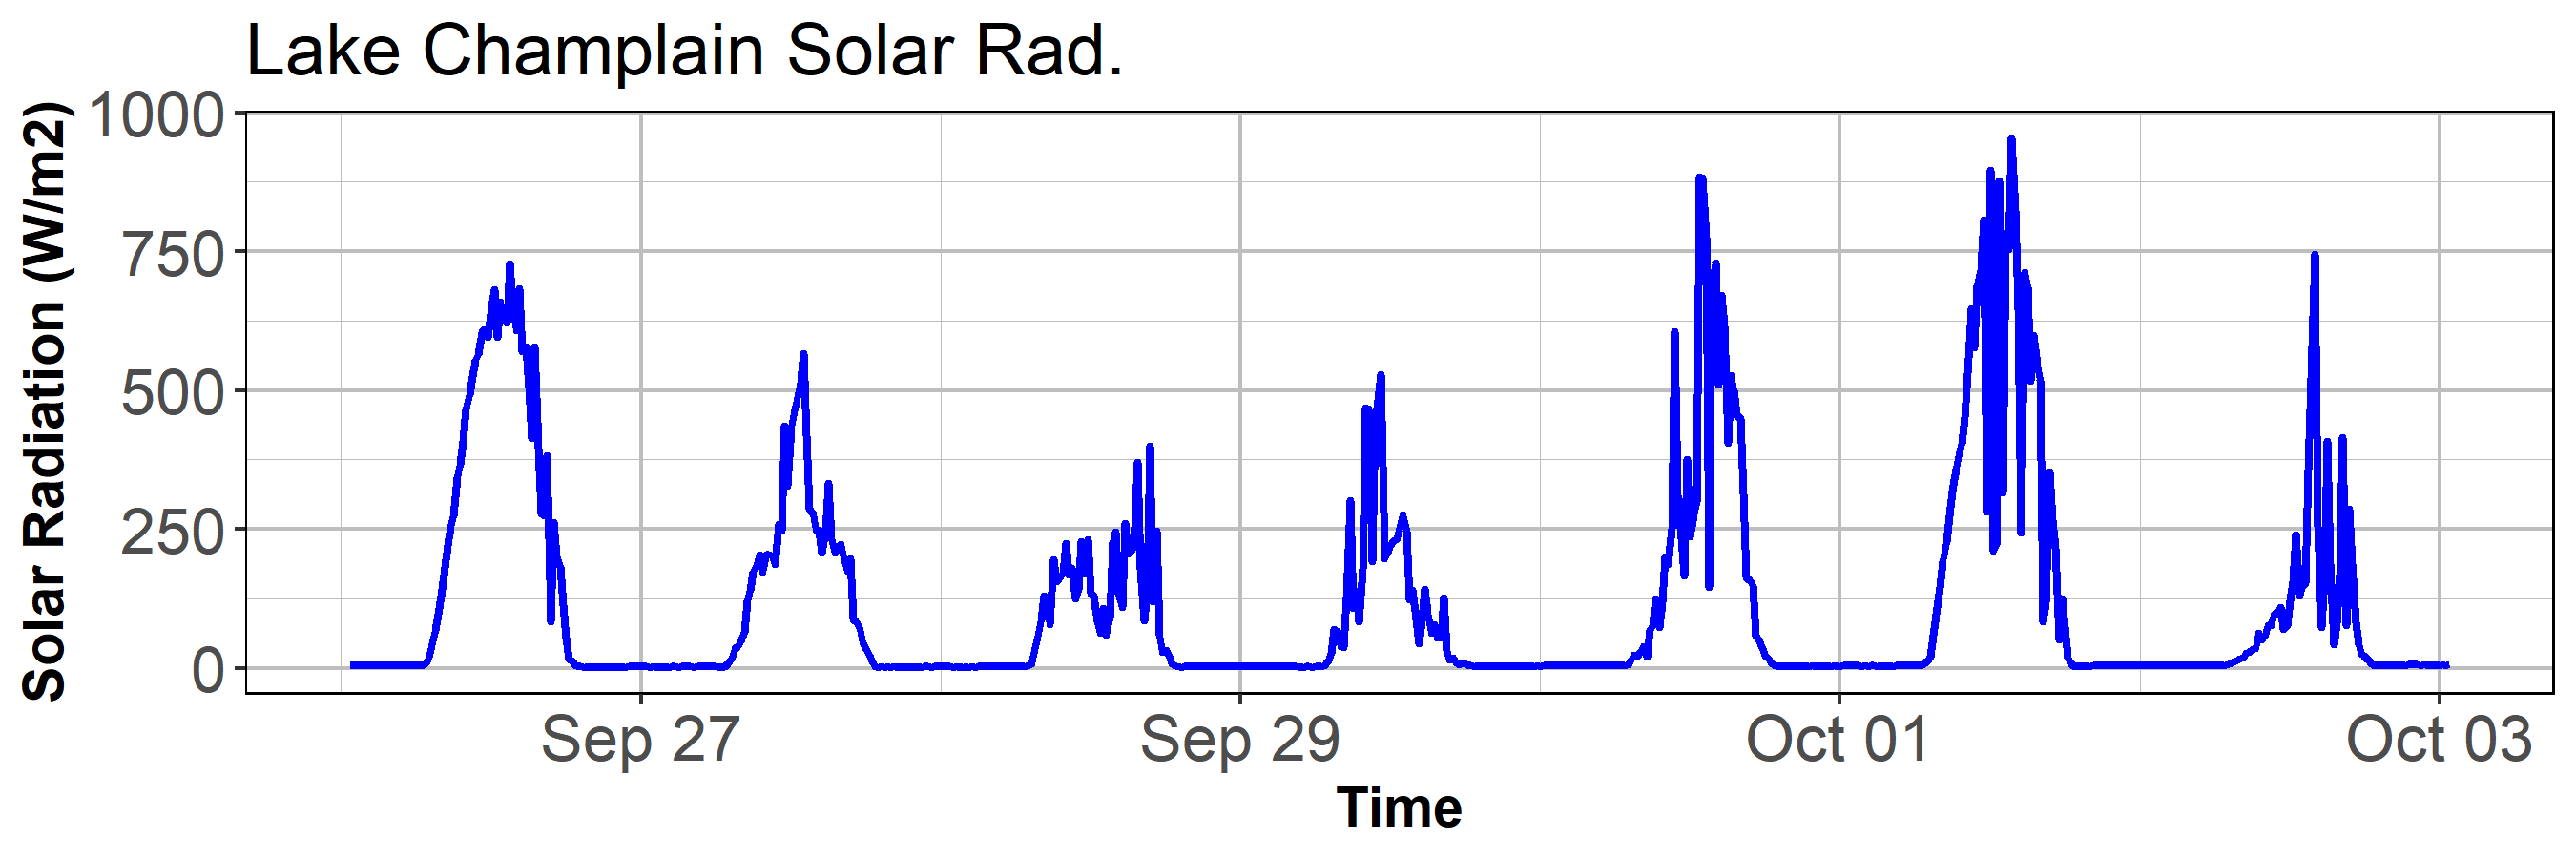 Lake Champlain Solar Rad.
Solar Radiation (W/m2)
1000
750
500
250
0
Sep 27
Sep 29
Oct 01
Oct 03
Time